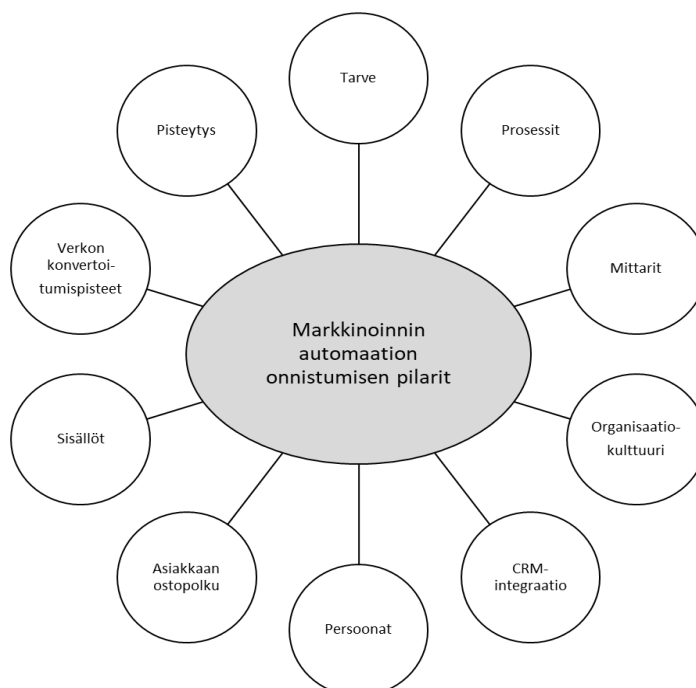 Tarve
Pisteytys
Prosessit
Verkon
konvertoi-
tumispisteet
Mittarit
Markkinoinnin
automaation
onnistumisen pilarit
Sisällöt
Organisaatio-
kulttuuri
Asiakkaan
ostopolku
CRM-
integraatio
Persoonat